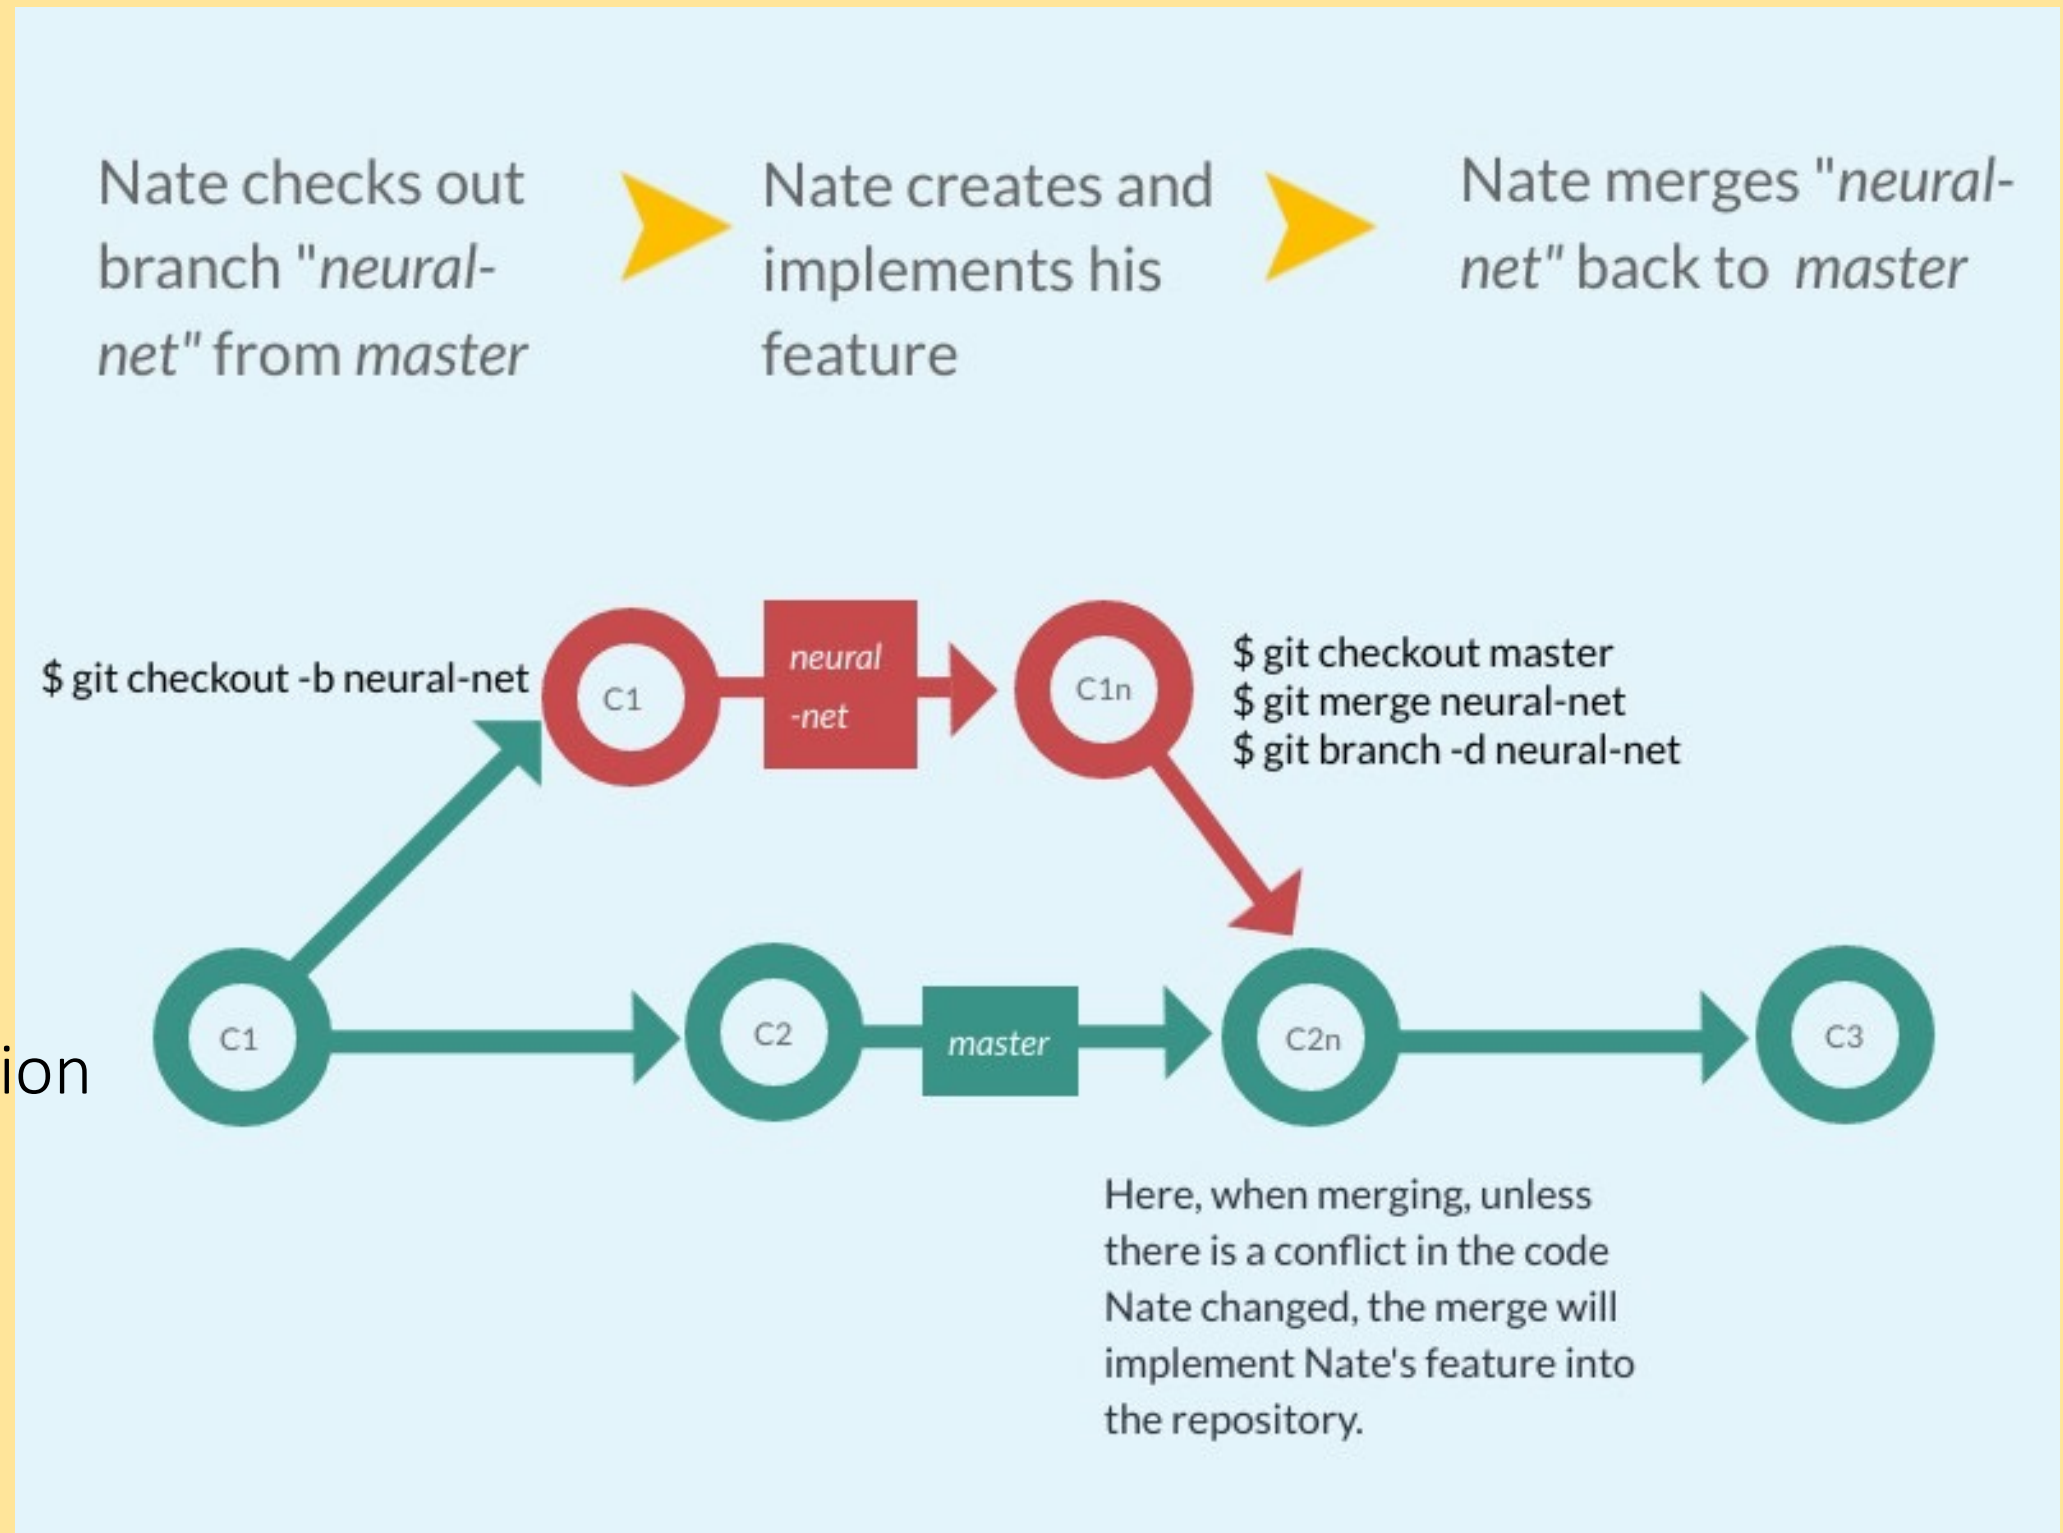 Nate checks out
branch "neural-
net" from master
Nate creates and
implements his
feature
Nate merges "neural-
net" back to master
$ git checkout -b neural-net
C1
neural
-net
C1n
$ git checkout master
$ git merge neural-net
$ git branch -d neural-net
ion
C1
C2
master
C2n
C3
Here, when merging, unless
there is a conflict in the code
Nate changed, the merge will
implement Nate's feature into
the repository.